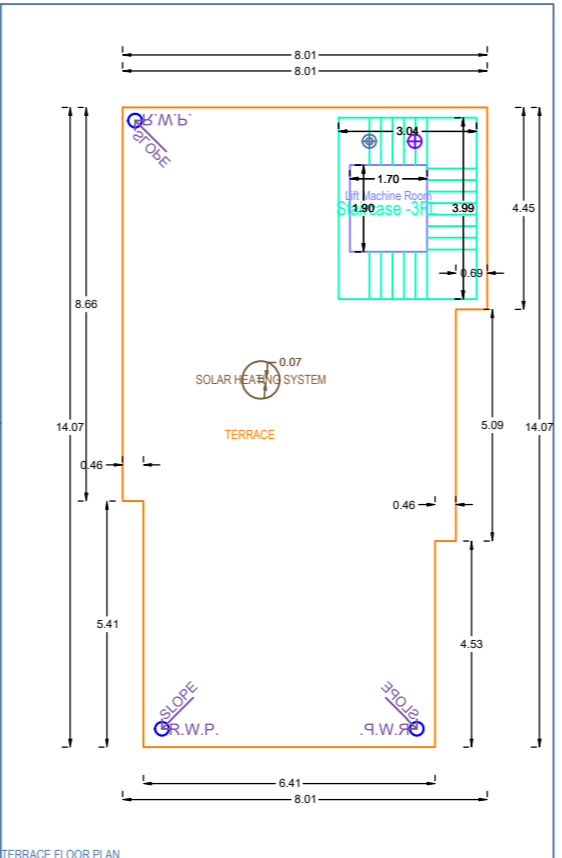 8.01
8.01
R.W.P.
SLOPE
3.04
1.70
Lift Machine Room
Staircase -3FL
1.90
3.99
4.45
0.69
8.66
0.07
SOLAR HEATING SYSTEM
14.07
TERRACE
5.09
14.07
0.46
0.46
5.41
4.53
SLOPE
R.W.P.
SLOPE
R.W.P.
6.41
8.01
TERRACE FLOOR PLAN